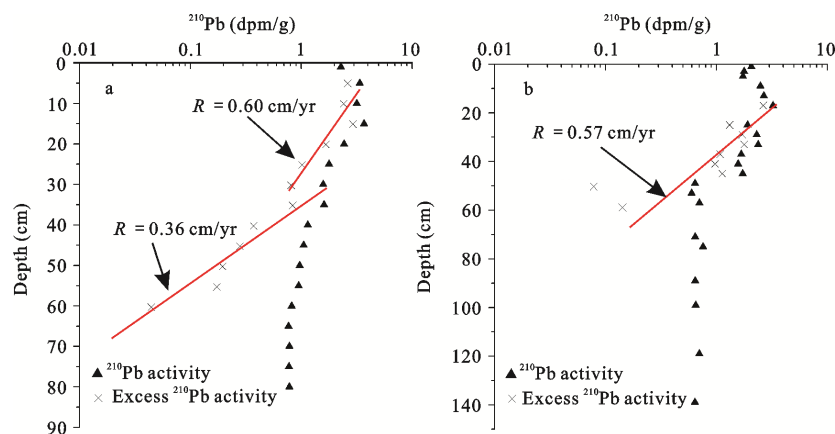 ²¹⁰Pb (dpm/g)
0.01 0.1 1 10
0
10
20
30
40
50
60
70
80
90
Depth (cm)
a
R = 0.60 cm/yr
R = 0.36 cm/yr
▲ ²¹⁰Pb activity
× Excess ²¹⁰Pb activity
²¹⁰Pb (dpm/g)
0.01 0.1 1 10
0
20
40
60
80
100
120
140
Depth (cm)
b
R = 0.57 cm/yr
▲ ²¹⁰Pb activity
× Excess ²¹⁰Pb activity